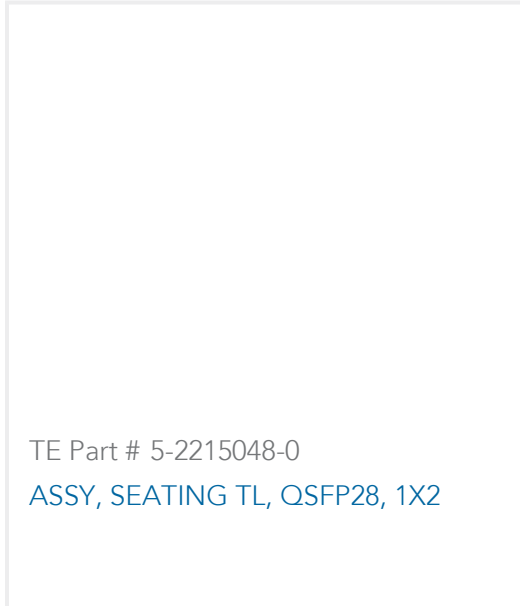 TE Part # 5-2215048-0
ASSY, SEATING TL, QSFP28, 1X2